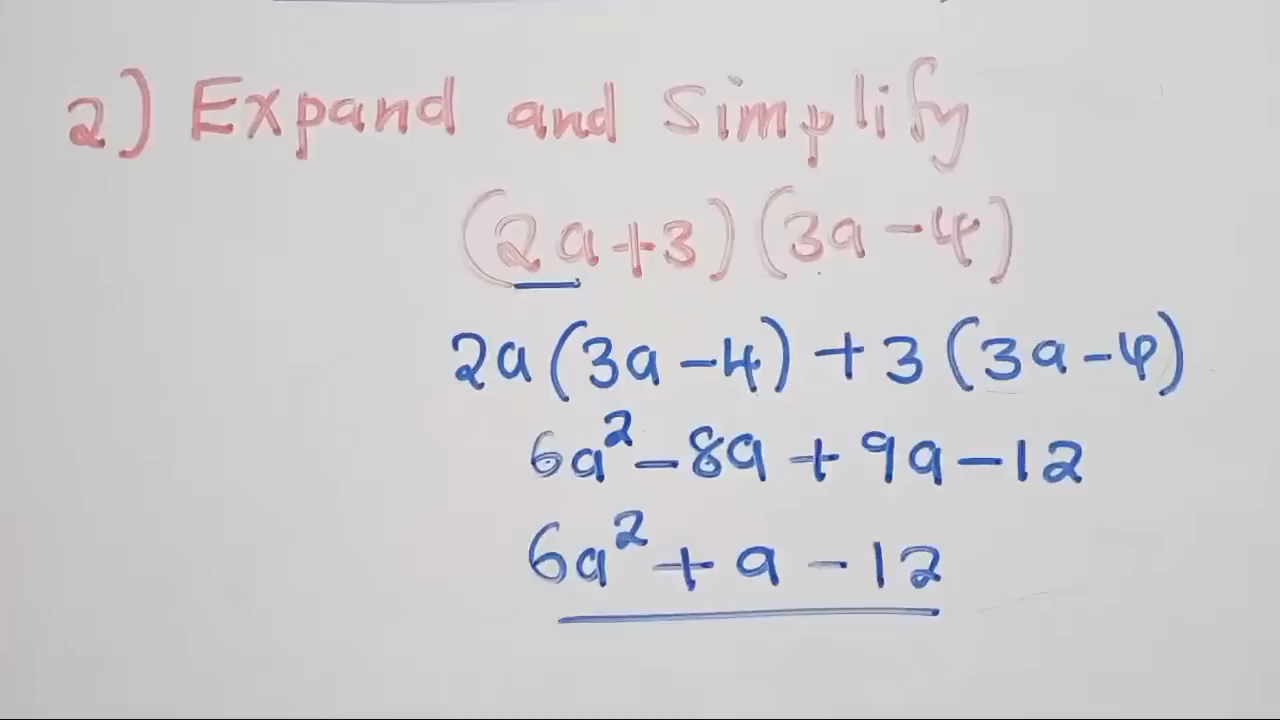 2) Expand and Simplify
(2a+3)(3a-4)
2a(3a-4) + 3(3a-4)
6a² - 8a + 9a - 12
6a² + a - 12